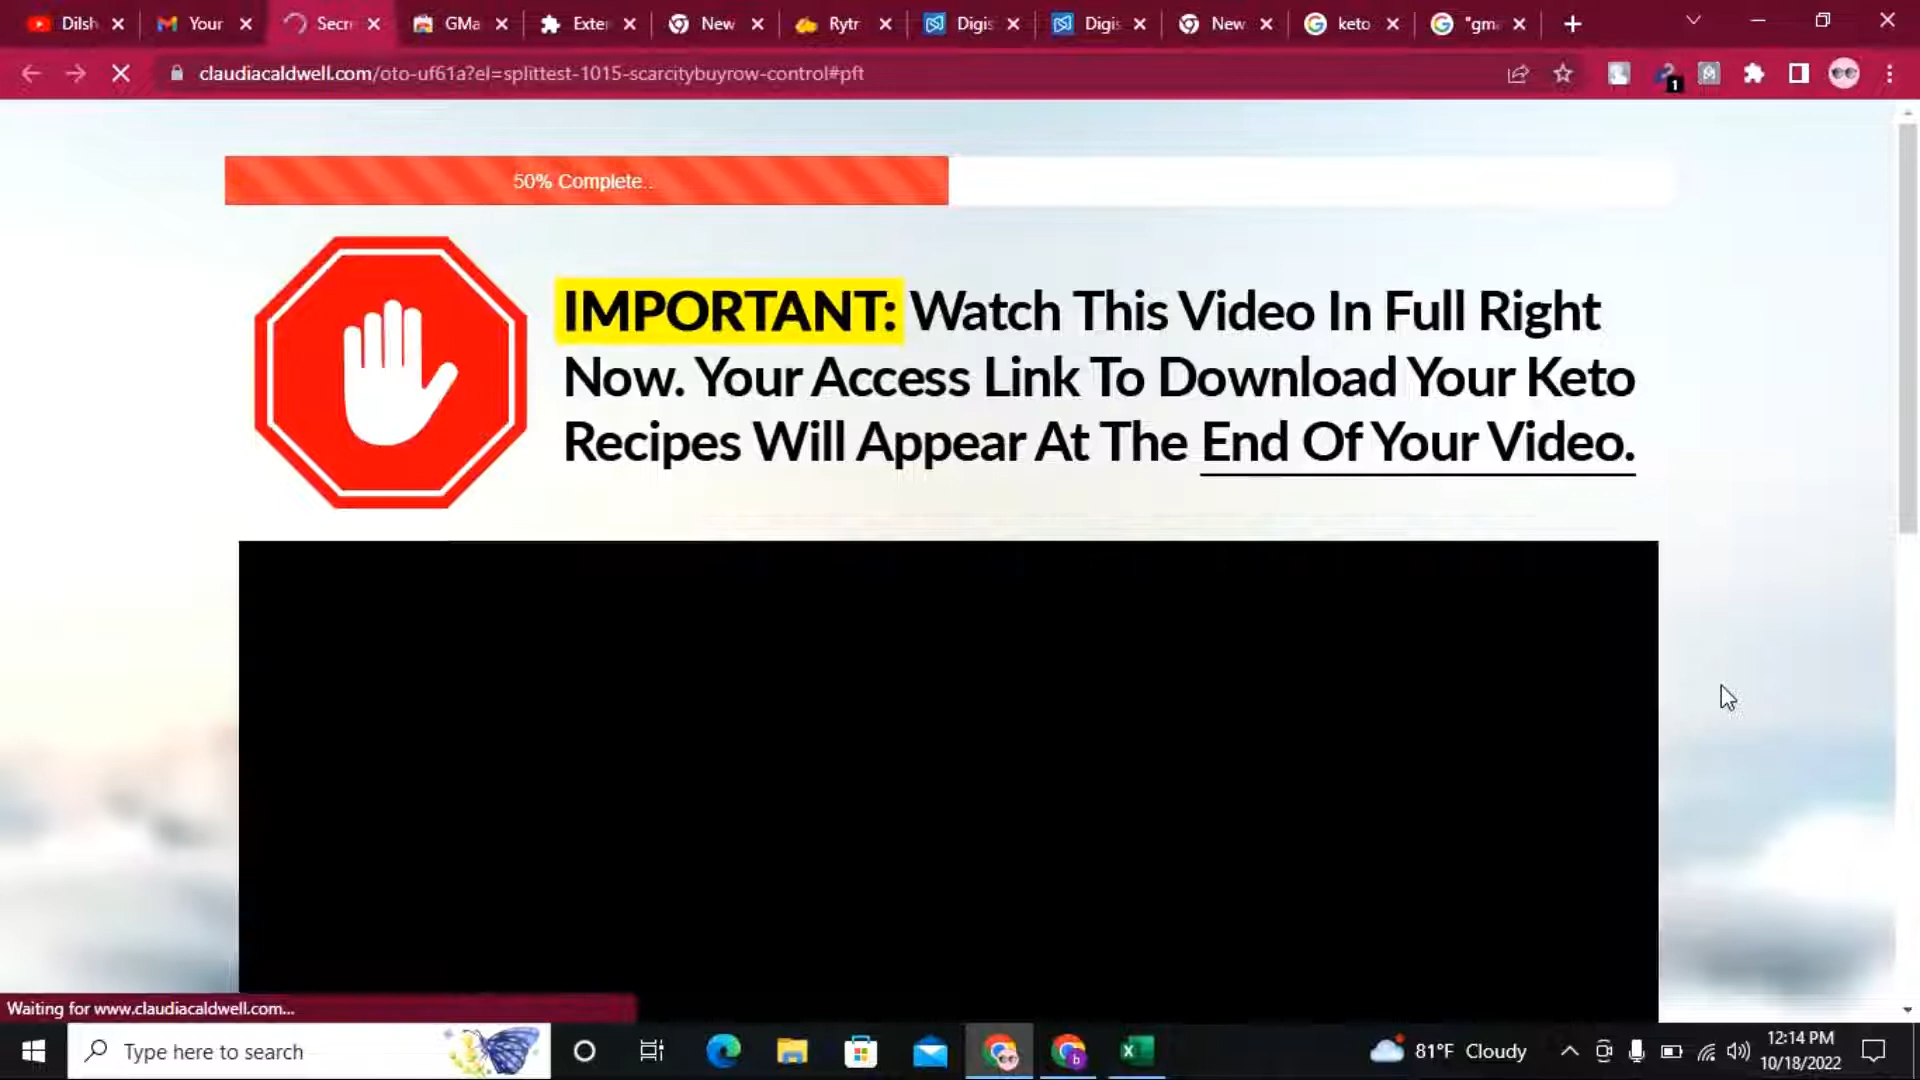 Dilsh
Your
Secr
GMa
Exte
New
Rytr
Digis
Digis
New
keto
"gm
claudiacaldwell.com/oto-uf61a?el=splittest-1015-scarcitybuyrow-control#pft
1
50% Complete..
IMPORTANT: Watch This Video In Full Right
Now. Your Access Link To Download Your Keto
Recipes Will Appear At The End Of Your Video.
Waiting for www.claudiacaldwell.com...
Type here to search
81°F Cloudy
12:14 PM
10/18/2022